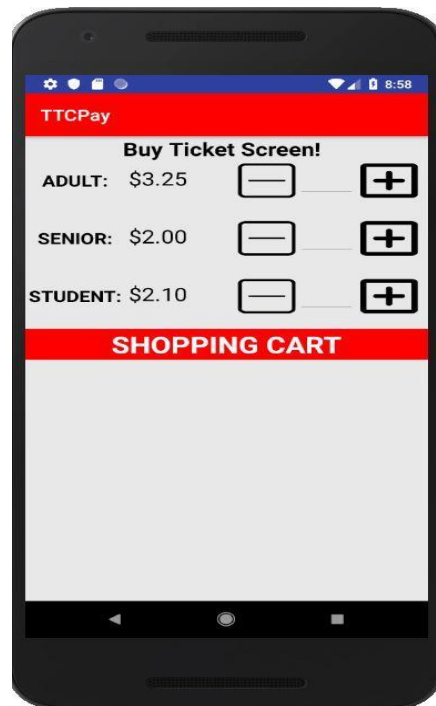 8:58
TTCPay
Buy Ticket Screen!
ADULT: $3.25
SENIOR: $2.00
STUDENT: $2.10
SHOPPING CART